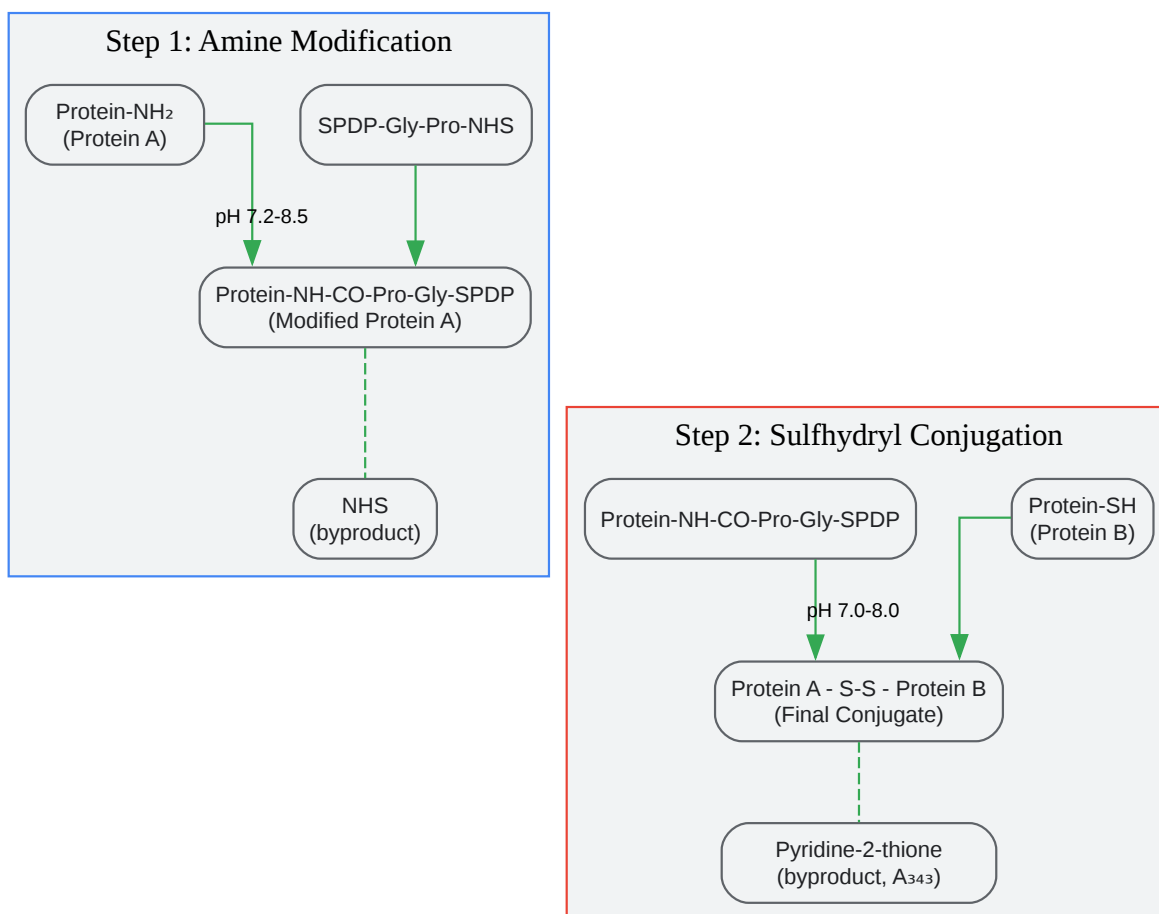 Step 1: Amine Modification
Protein-NH₂
(Protein A)
SPDP-Gly-Pro-NHS
pH 7.2-8.5
Protein-NH-CO-Pro-Gly-SPDP
(Modified Protein A)
NHS
(byproduct)
Step 2: Sulfhydryl Conjugation
Protein-NH-CO-Pro-Gly-SPDP
Protein-SH
(Protein B)
pH 7.0-8.0
Protein A - S-S - Protein B
(Final Conjugate)
Pyridine-2-thione
(byproduct, A₃₄₃)